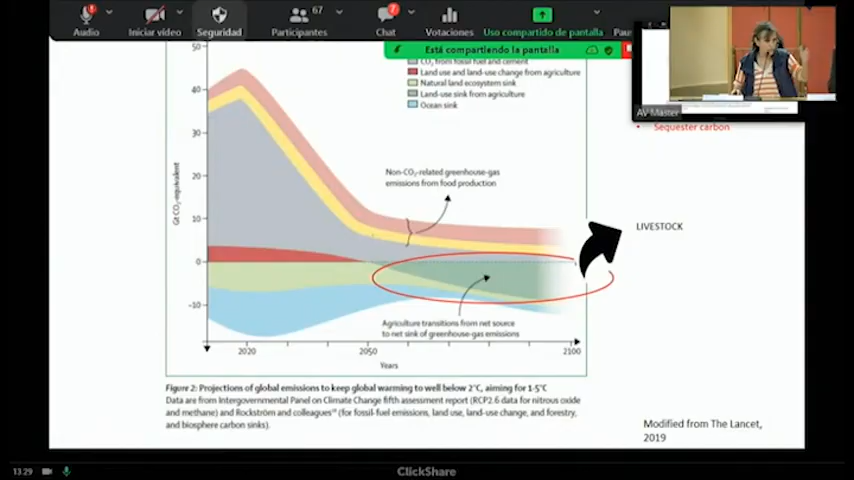 67
7
Audio
Iniciar vídeo
Seguridad
Participantes
Chat
Votaciones
Uso compartido de pantalla
Está compartiendo la pantalla
AV Master
50
40
30
20
10
0
-10
Gt CO₂-equivalent
CO₂ from fossil fuel and cement
Land use and land-use change from agriculture
Natural land ecosystem sink
Land-use sink from agriculture
Ocean sink
• Sequester carbon
Non-CO₂-related greenhouse-gas
emissions from food production
LIVESTOCK
Agriculture transitions from net source
to net sink of greenhouse-gas emissions
2020
2050
2100
Years
Figure 2: Projections of global emissions to keep global warming to well below 2°C, aiming for 1·5°C
Data are from Intergovernmental Panel on Climate Change fifth assessment report (RCP2.6 data for nitrous oxide
and methane) and Rockström and colleagues (for fossil-fuel emissions, land use, land-use change, and forestry,
and biosphere carbon sinks).
Modified from The Lancet,
2019
13:29
ClickShare